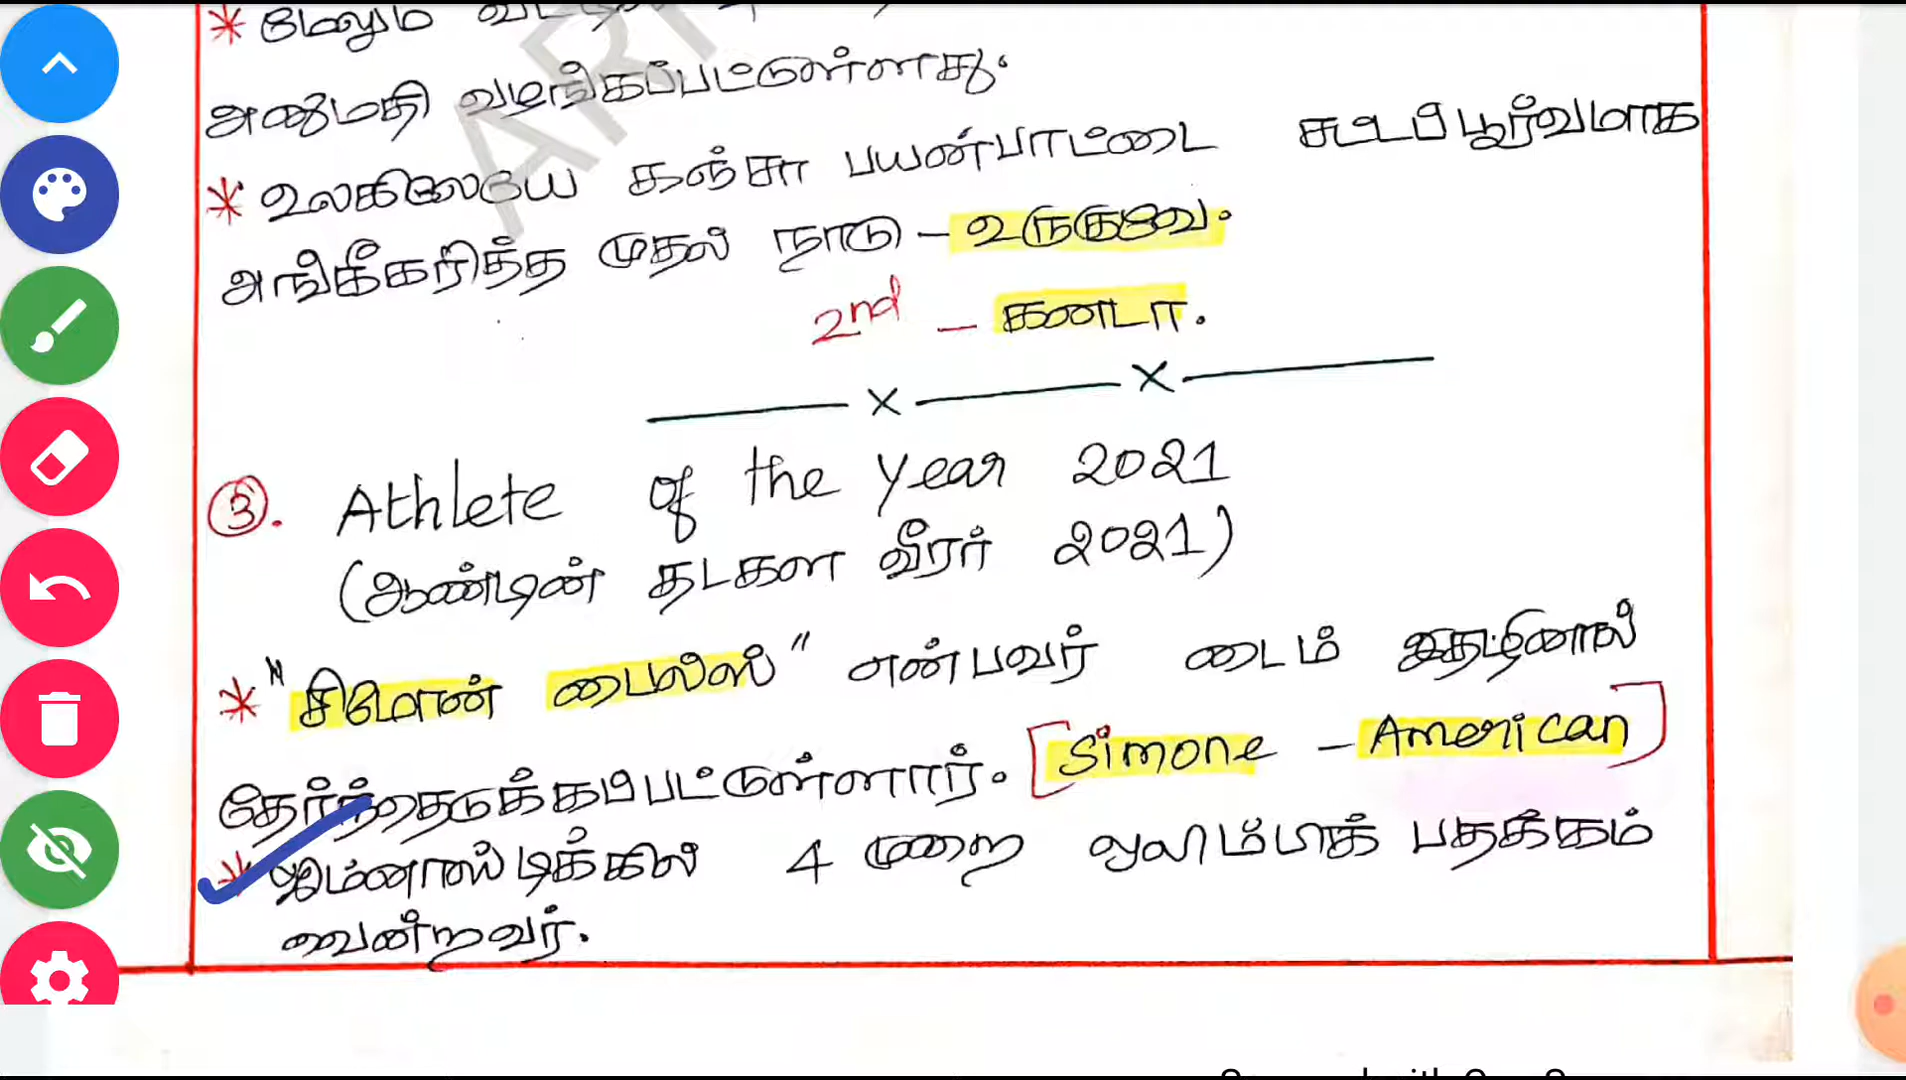 * மேலும்
அனுமதி வழங்கப்பட்டுள்ளது.
* உலகிலேயே கஞ்சா பயன்பாட்டை சட்டப்பூர்வமாக
அங்கீகரித்த முதல் நாடு – உருகுவே.
2nd – கனடா.
③. Athlete of the year 2021
(ஆண்டின் தடகள வீரர் 2021)
* "சிமோன் பைல்ஸ்" என்பவர் டைம் இதழினால்
தேர்ந்தெடுக்கப்பட்டுள்ளார். [Simone – American]
* ஜிம்னாஸ்டிக்கில் 4 முறை ஒலிம்பிக் பதக்கம்
வென்றவர்.